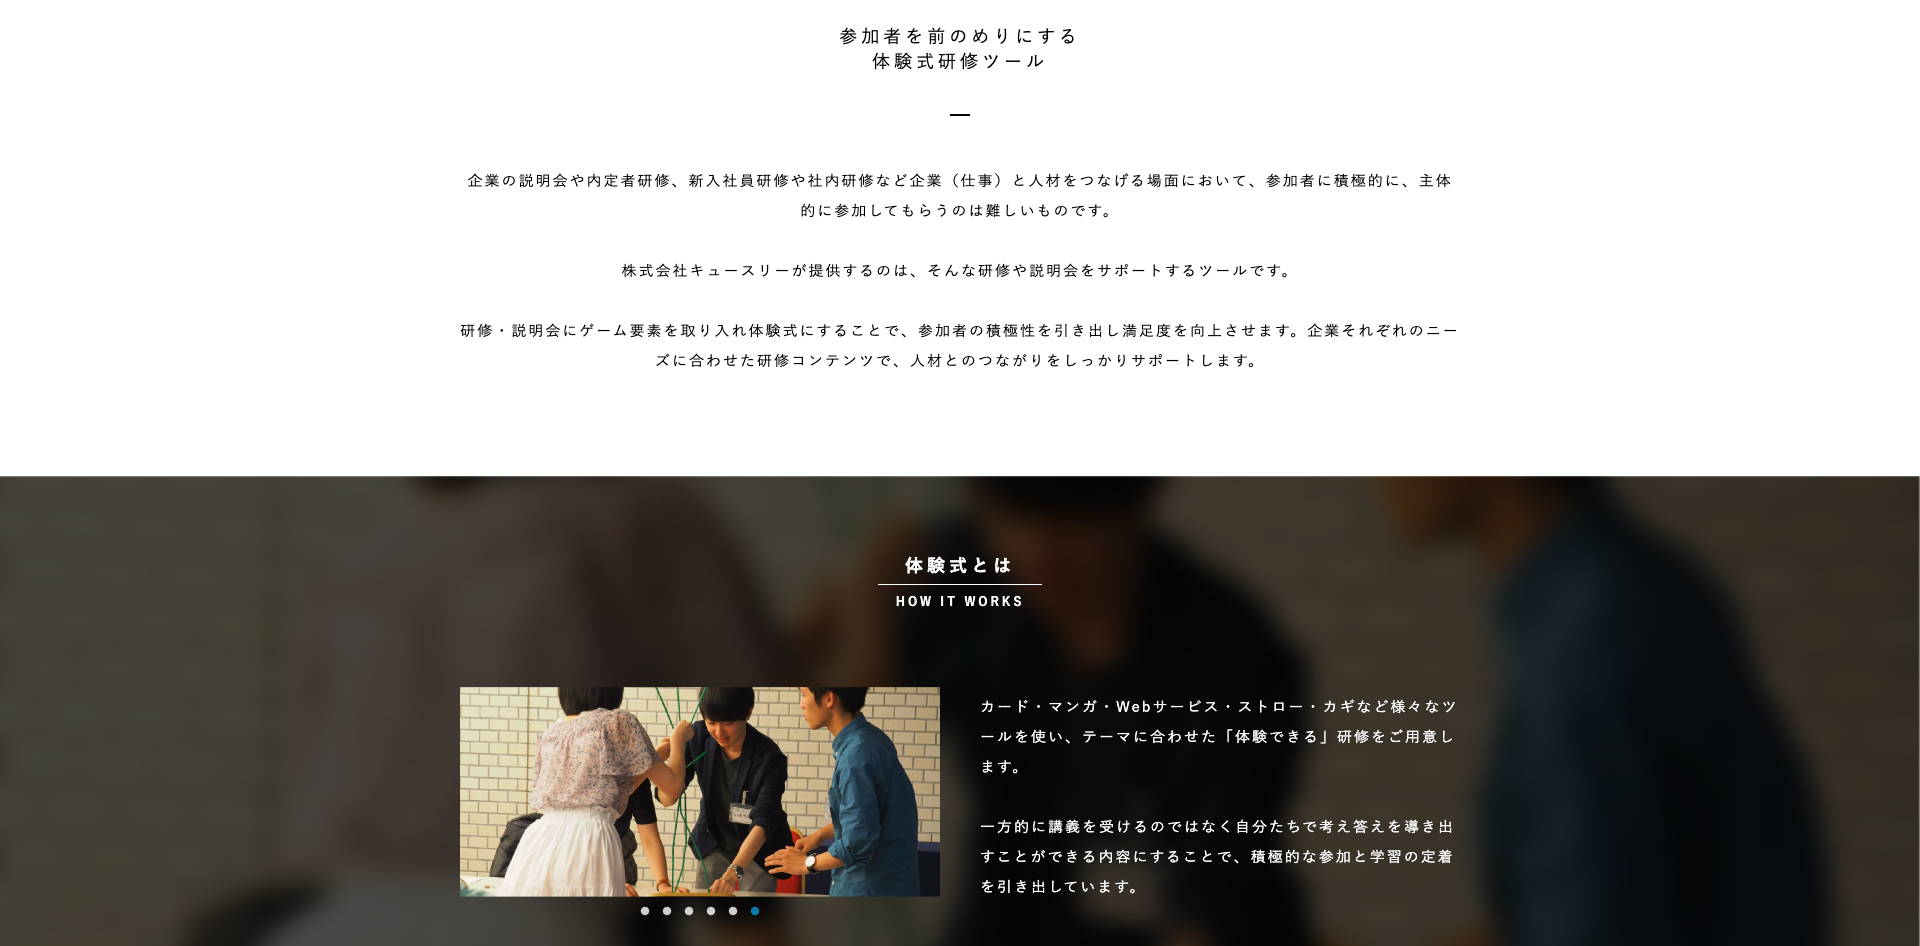 参加者を前のめりにする
体験式研修ツール
企業の説明会や内定者研修、新入社員研修や社内研修など企業（仕事）と人材をつなげる場面において、参加者に積極的に、主体
的に参加してもらうのは難しいものです。
株式会社キュースリーが提供するのは、そんな研修や説明会をサポートするツールです。
研修・説明会にゲーム要素を取り入れ体験式にすることで、参加者の積極性を引き出し満足度を向上させます。企業それぞれのニー
ズに合わせた研修コンテンツで、人材とのつながりをしっかりサポートします。
体験式とは
HOW IT WORKS
カード・マンガ・Webサービス・ストロー・カギなど様々なツ
ールを使い、テーマに合わせた「体験できる」研修をご用意し
ます。
一方的に講義を受けるのではなく自分たちで考え答えを導き出
すことができる内容にすることで、積極的な参加と学習の定着
を引き出しています。